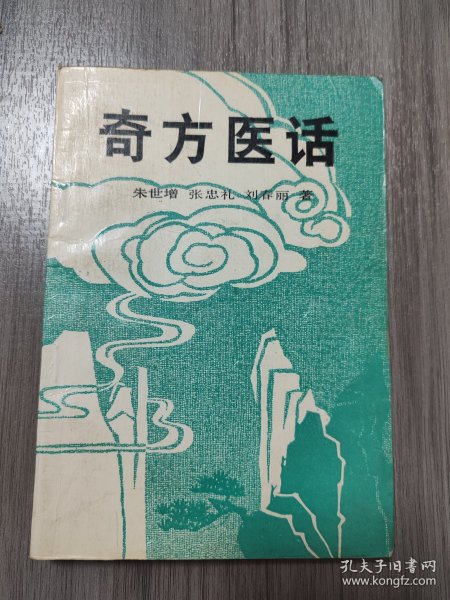 奇方医话
朱世增 张忠礼 刘春丽 著
孔夫子旧书网
www.kongfz.com